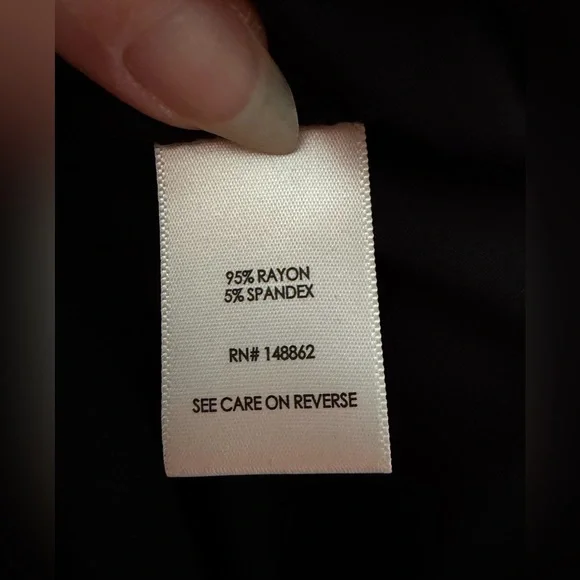 95% RAYON
5% SPANDEX
RN# 148862
SEE CARE ON REVERSE